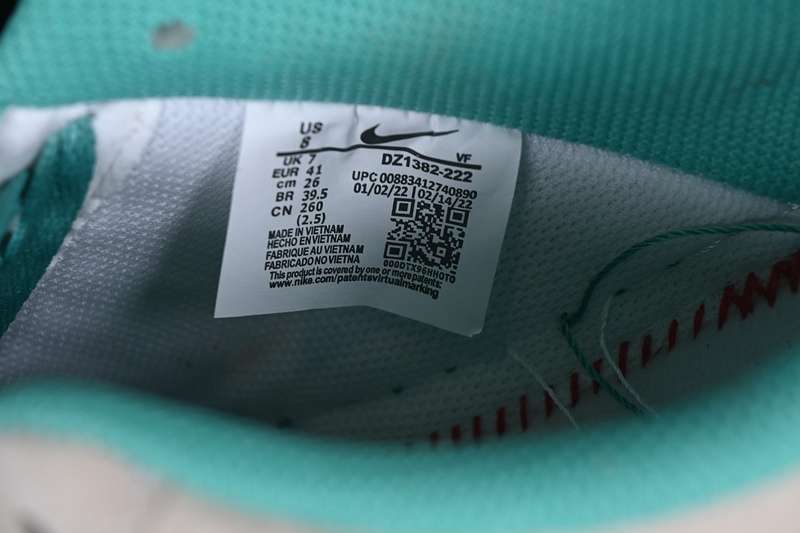 US
8
UK 7
EUR 41
cm 26
BR 39.5
CN 260
(2.5)
DZ1382-222 VF
UPC 00883412740890
01/02/22 02/14/22
000DTX96HHOTO
MADE IN VIETNAM
HECHO EN VIETNAM
FABRIQUE AU VIETNAM
FABRICADO NO VIETNA
This product is covered by one or more patents:
www.nike.com/patentsvirtualmarking